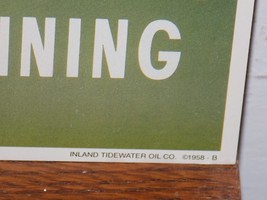 NING
INLAND TIDEWATER OIL CO. ©1958 - B